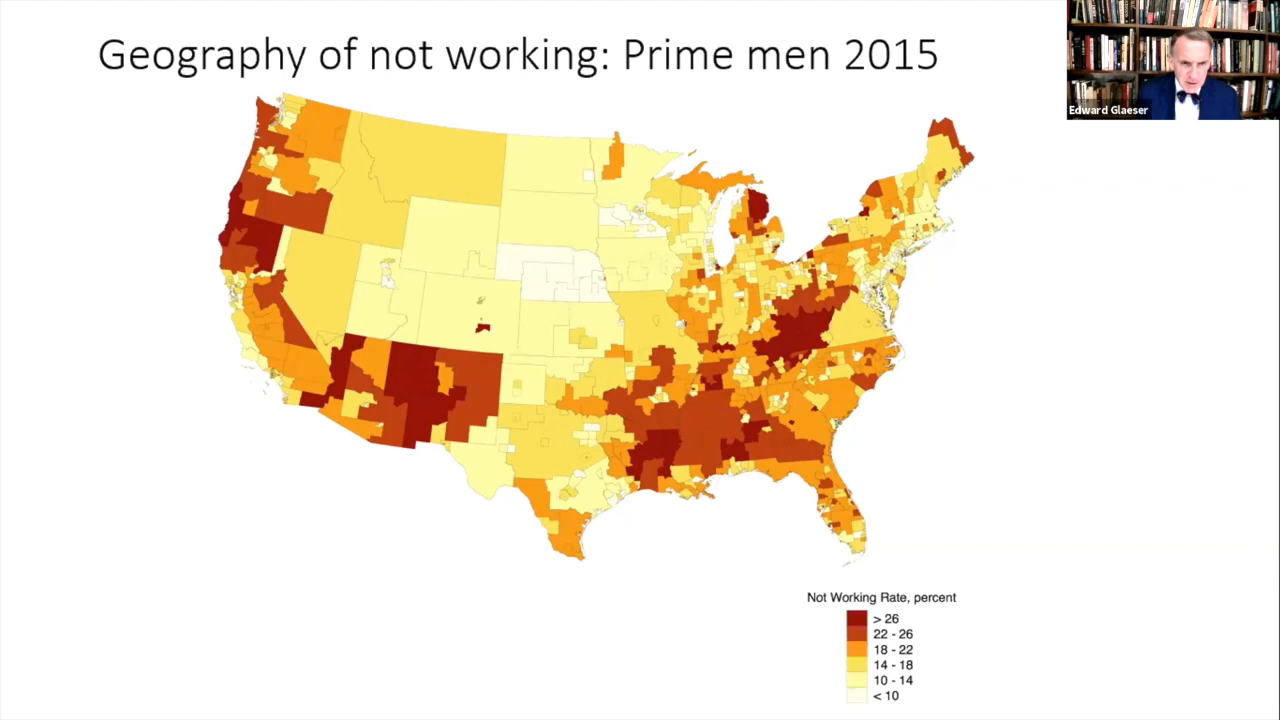 Geography of not working: Prime men 2015
Edward Glaeser
Not Working Rate, percent
> 26
22 - 26
18 - 22
14 - 18
10 - 14
< 10